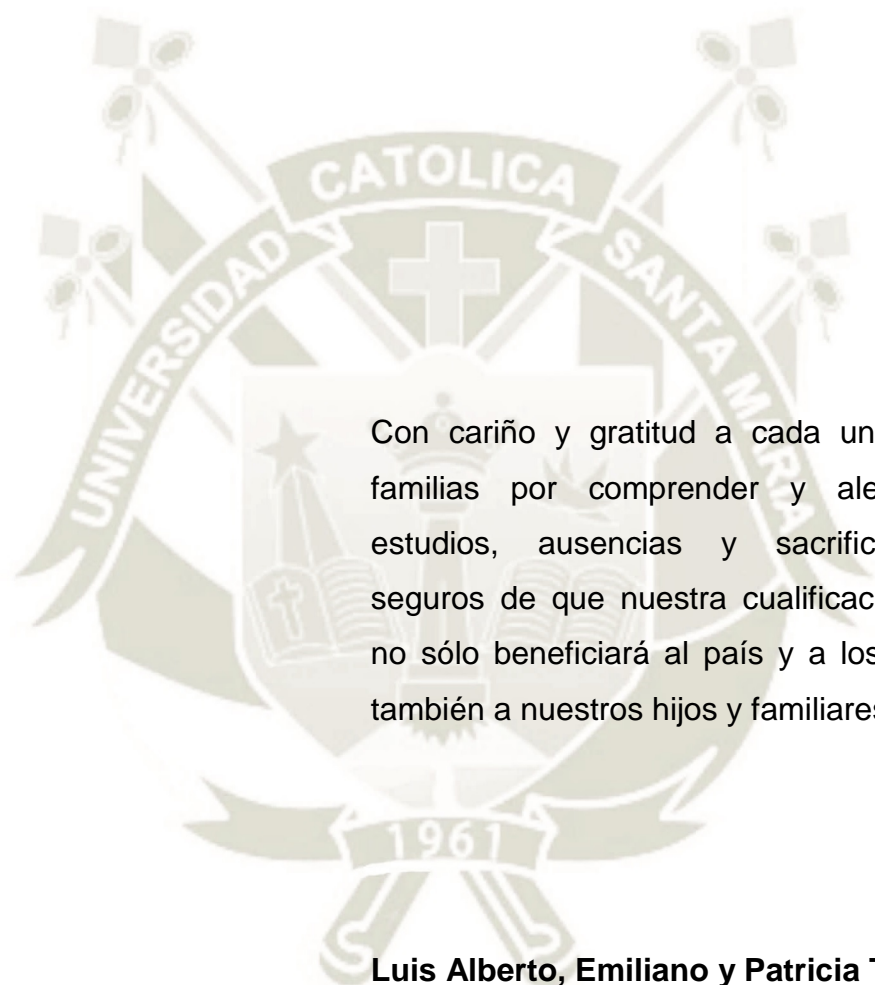 UNIVERSIDAD CATOLICA SANTA MARIA
Con cariño y gratitud a cada un
familias por comprender y ale
estudios, ausencias y sacrific
seguros de que nuestra cualificac
no sólo beneficiará al país y a los
también a nuestros hijos y familiares
1961
Luis Alberto, Emiliano y Patricia T